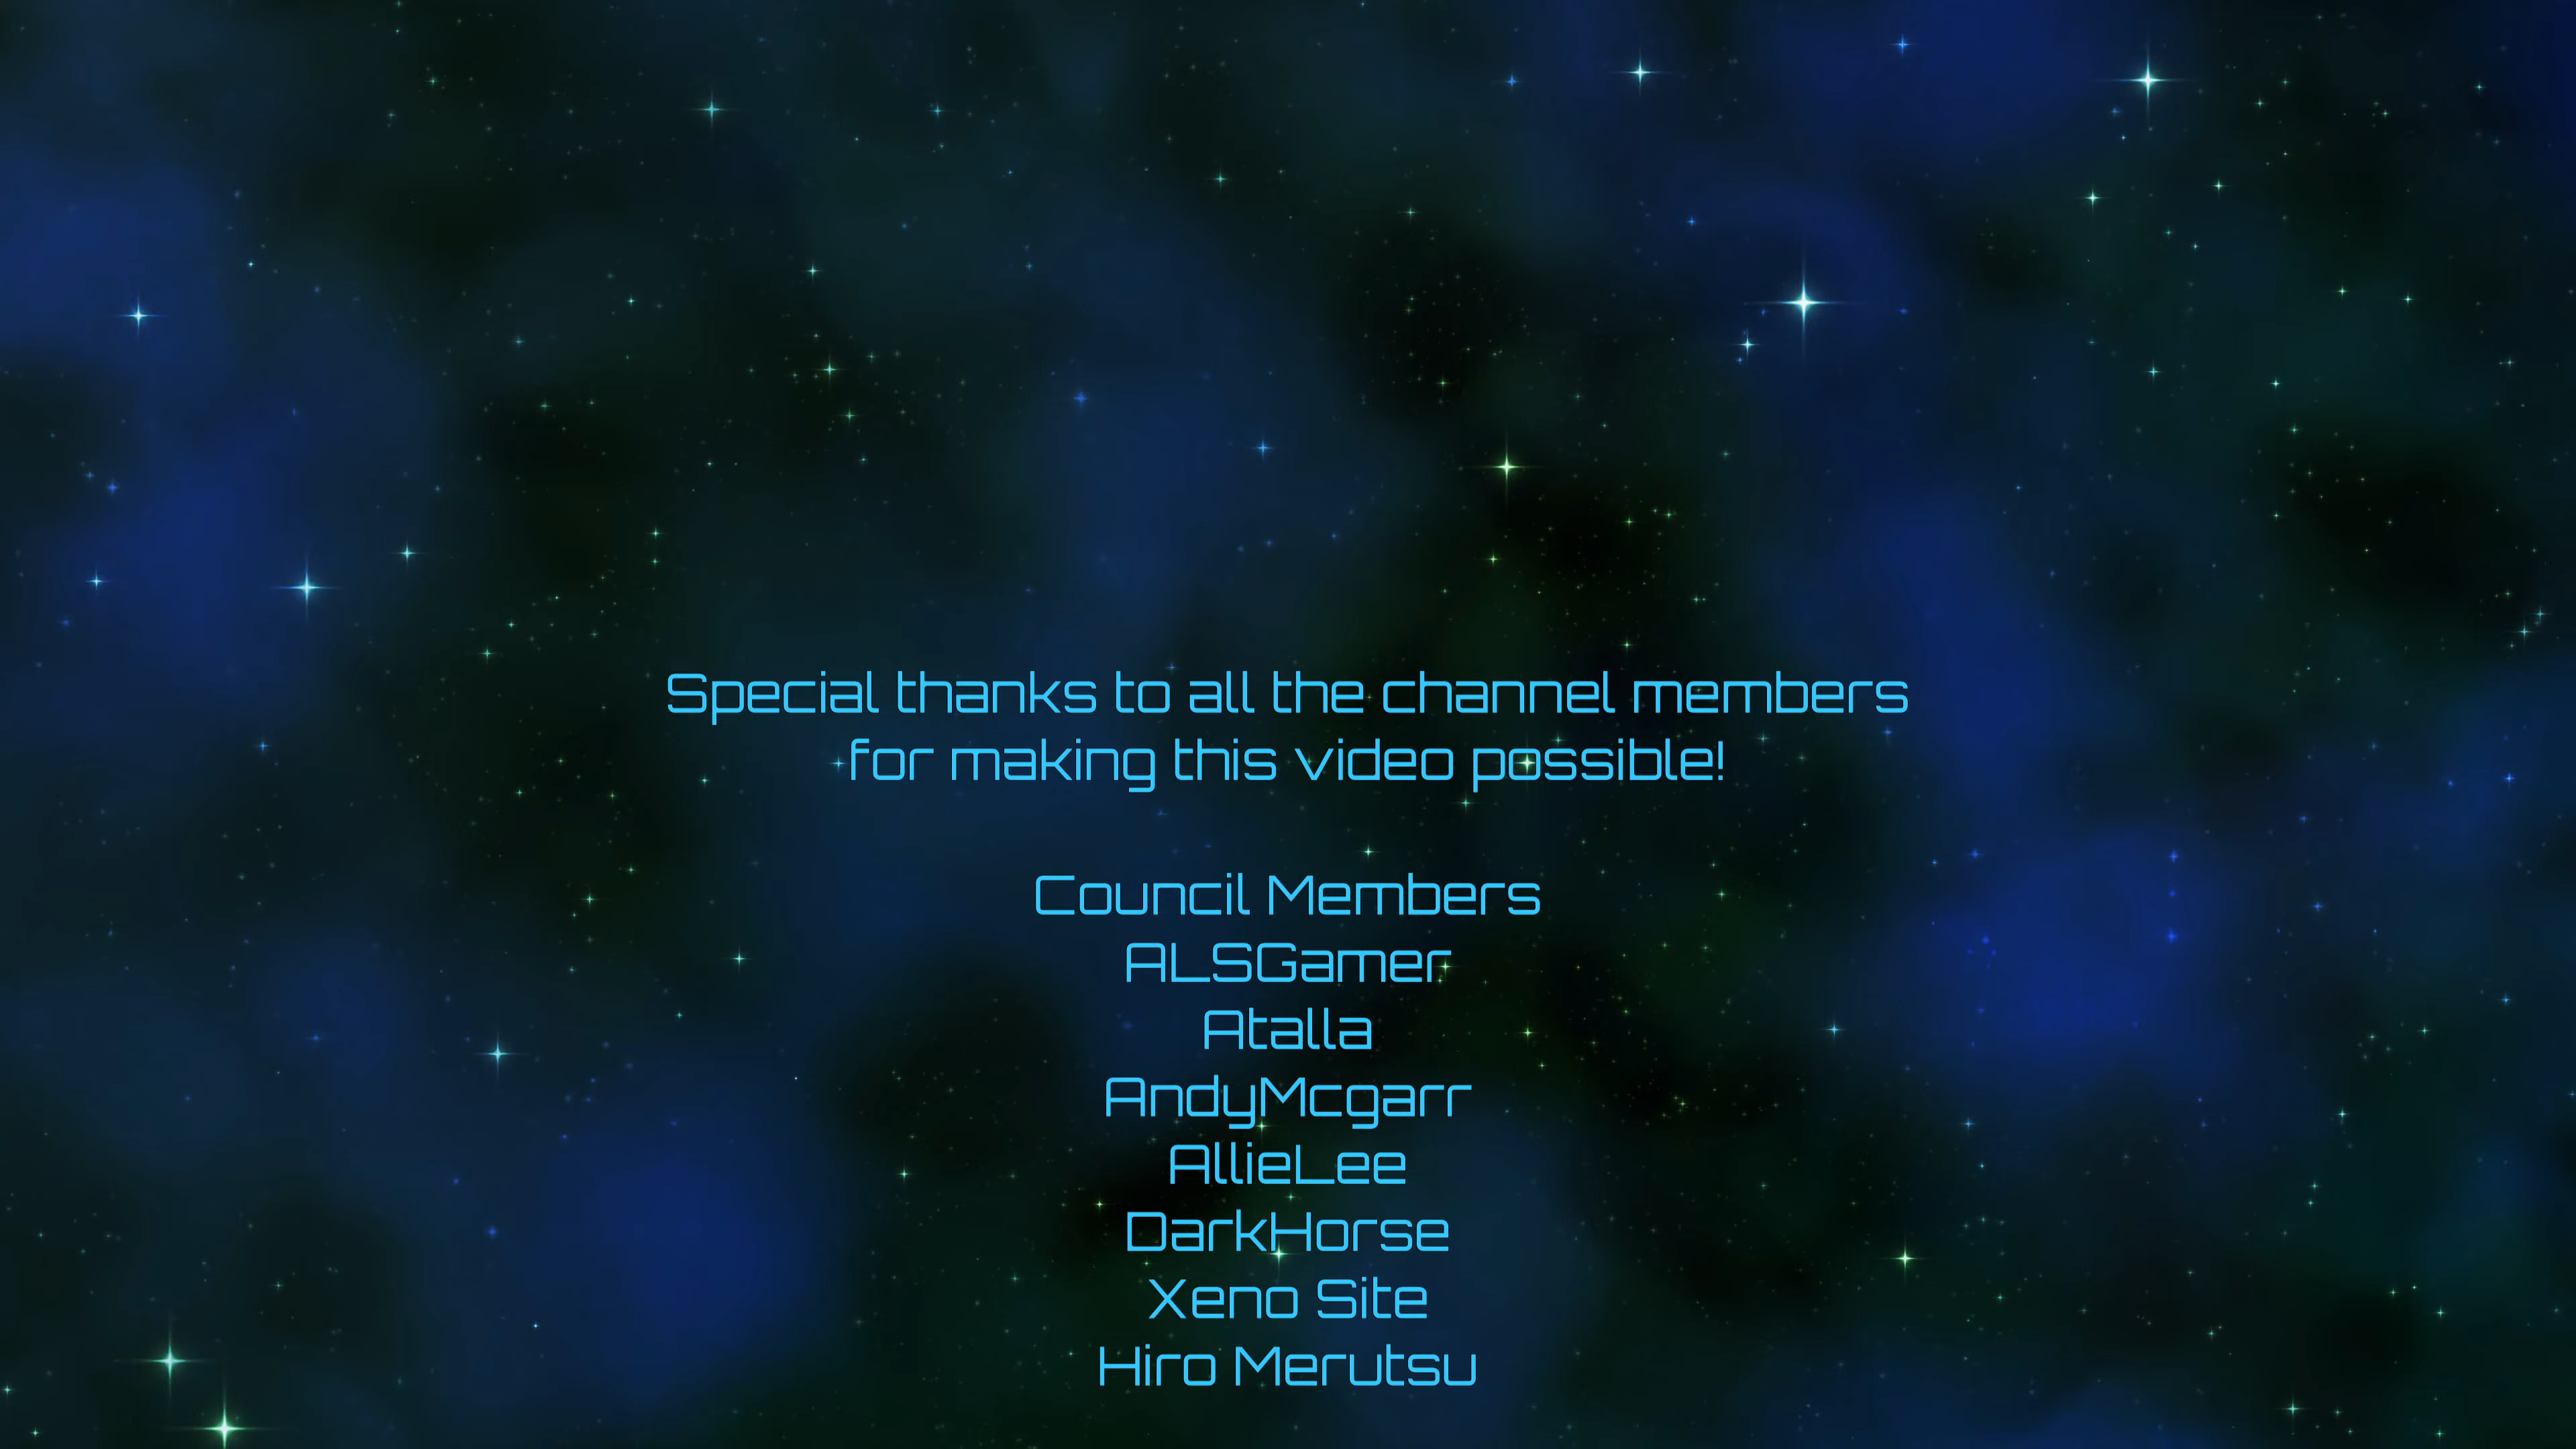 Special thanks to all the channel members
for making this video possible!
Council Members
ALSGamer
Atalla
AndyMcgarr
AllieLee
DarkHorse
Xeno Site
Hiro Merutsu